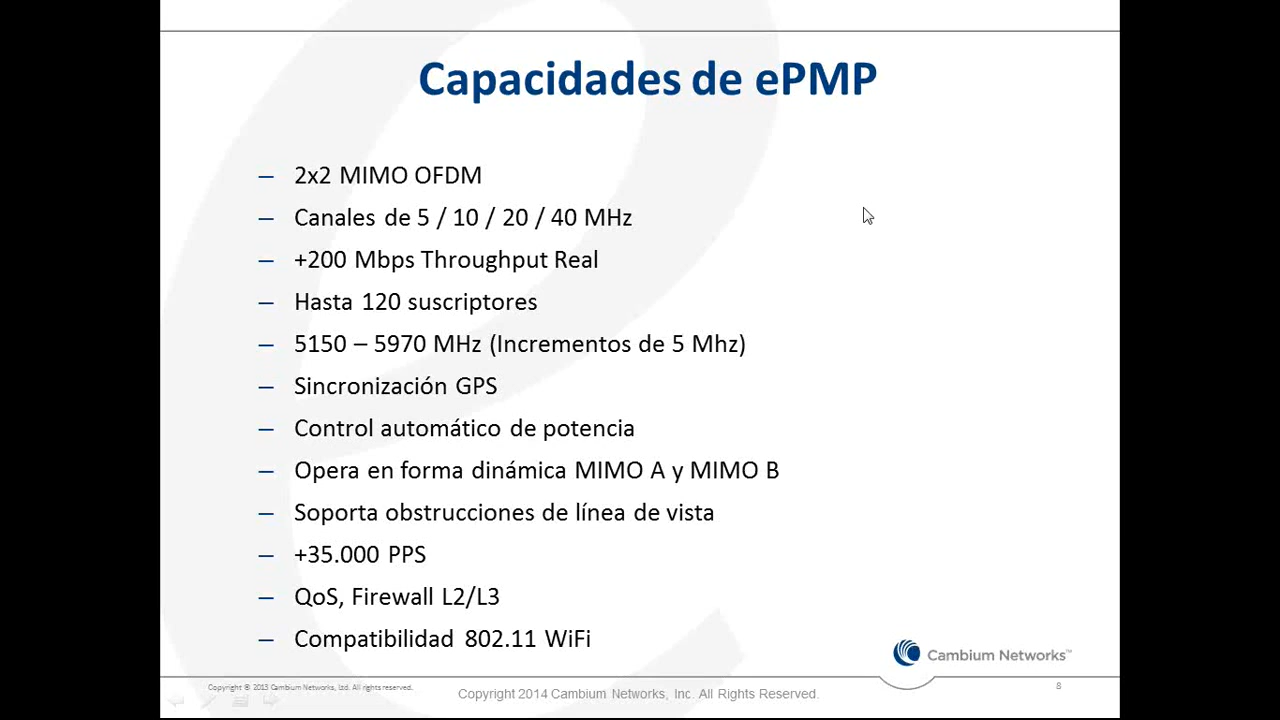 Capacidades de ePMP
– 2x2 MIMO OFDM
– Canales de 5 / 10 / 20 / 40 MHz
– +200 Mbps Throughput Real
– Hasta 120 suscriptores
– 5150 – 5970 MHz (Incrementos de 5 Mhz)
– Sincronización GPS
– Control automático de potencia
– Opera en forma dinámica MIMO A y MIMO B
– Soporta obstrucciones de línea de vista
– +35.000 PPS
– QoS, Firewall L2/L3
– Compatibilidad 802.11 WiFi
Cambium Networks™
Copyright ® 2013 Cambium Networks, Ltd. All rights reserved.
Copyright 2014 Cambium Networks, Inc. All Rights Reserved.
8